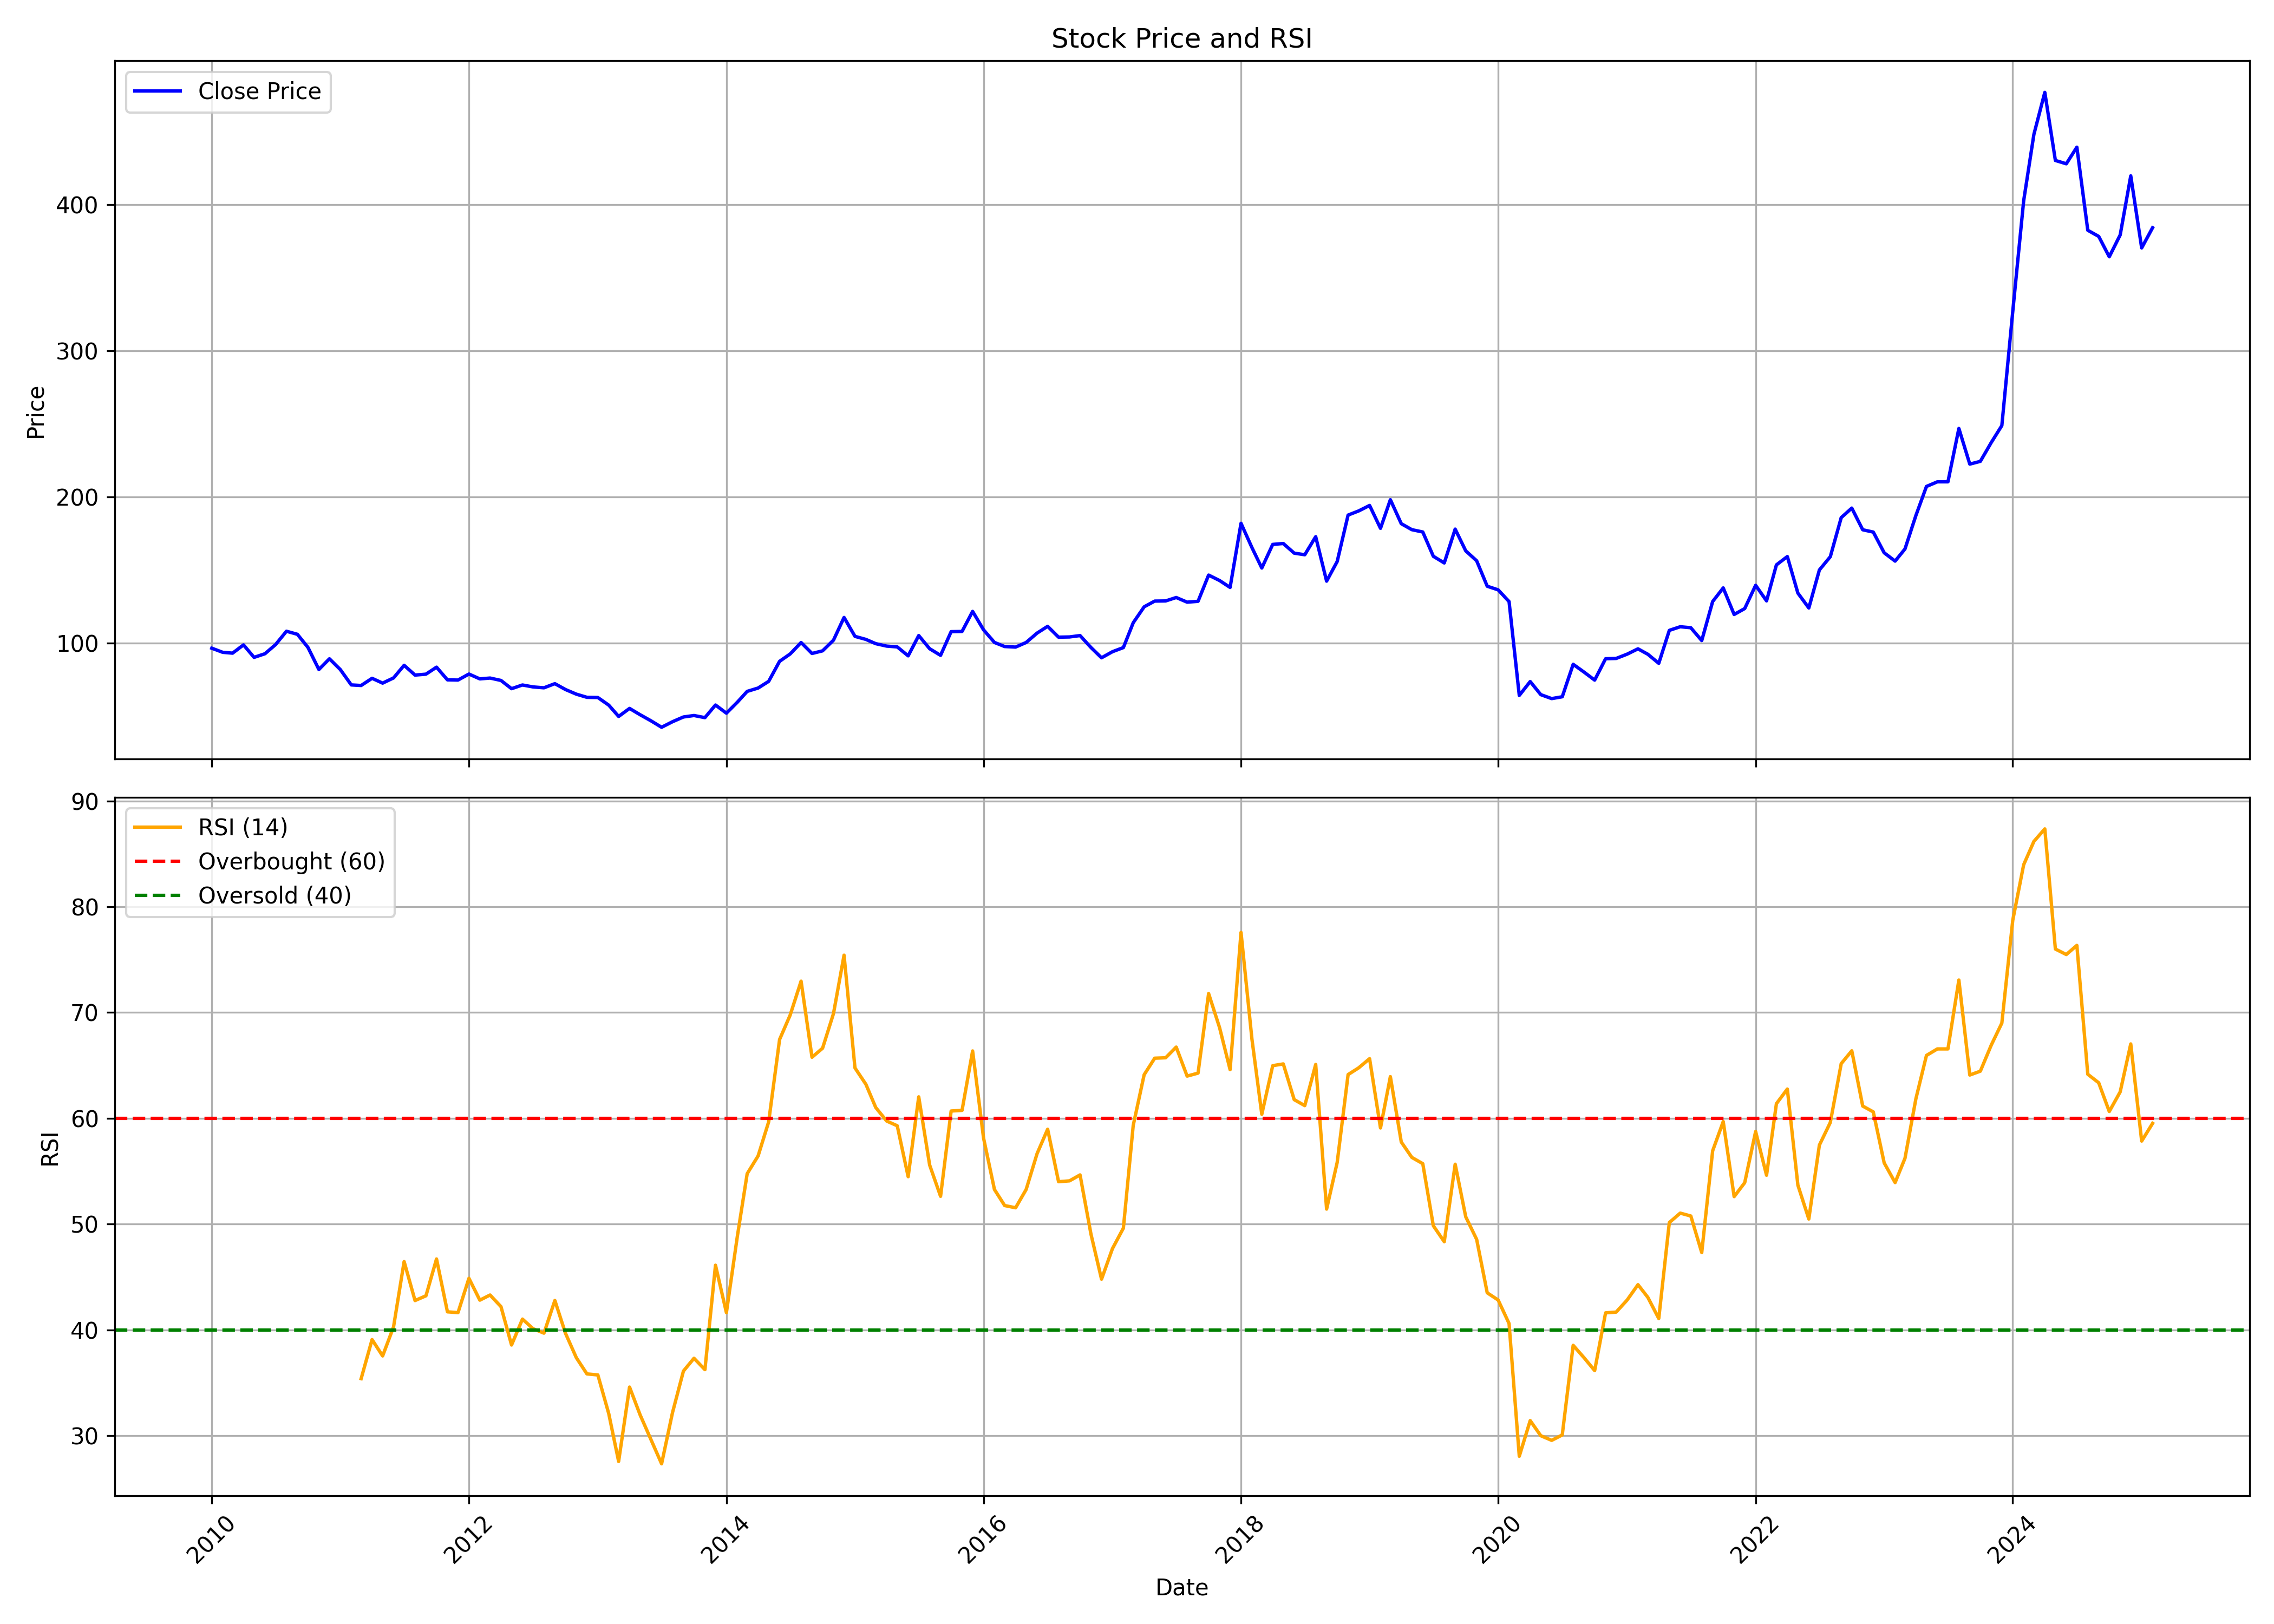 Stock Price and RSI
Close Price
400
300
200
100
Price
90
80
70
60
50
40
30
RSI
RSI (14)
Overbought (60)
Oversold (40)
2010
2012
2014
2016
2018
2020
2022
2024
Date